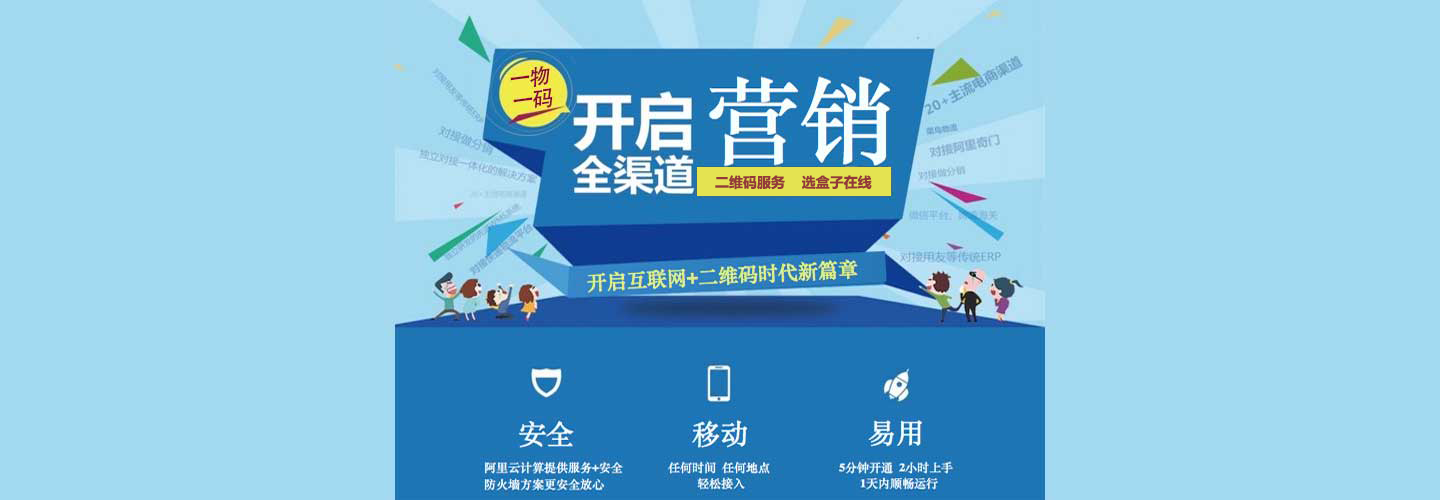 一物
一码
开启
全渠道
营销
二维码服务 选盒子在线
开启互联网+二维码时代新篇章
对接做分销
独立对接一体化的解决方案
20+主流电商渠道
菜鸟物流
对接阿里奇门
对接做分销
对接用友等传统ERP
安全
阿里云计算提供服务+安全
防火墙方案更安全放心
移动
任何时间 任何地点
轻松接入
易用
5分钟开通 2小时上手
1天内顺畅运行